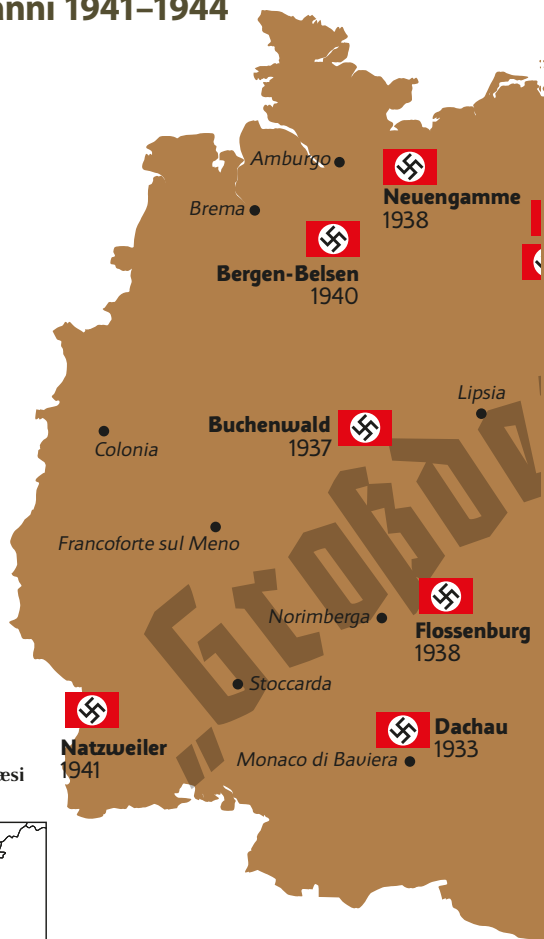 anni 1941–1944
Amburgo
Neuengamme
1938
Brema
Bergen-Belsen
1940
Lipsia
Buchenwald
1937
Colonia
Francoforte sul Meno
Norimberga
Flossenburg
1938
Stoccarda
Natzweiler
1941
Dachau
1933
Monaco di Baviera
„Großd